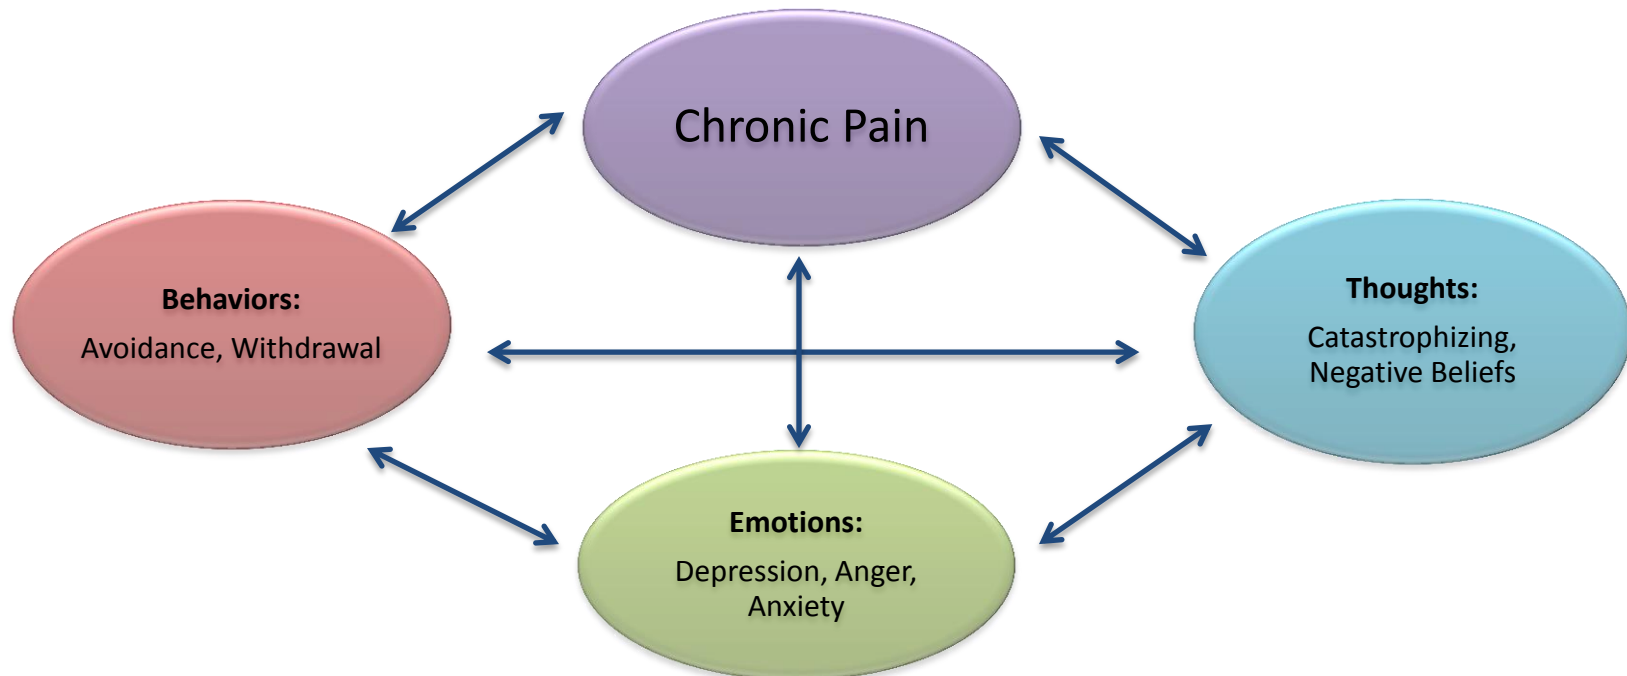 Chronic Pain
Behaviors:
Avoidance, Withdrawal
Thoughts:
Catastrophizing,
Negative Beliefs
Emotions:
Depression, Anger,
Anxiety